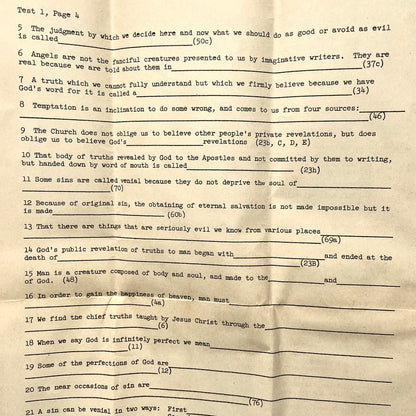 Test 1, Page 4
5 The judgment by which we decide here and now what we should do as good or avoid as evil
is called (50c)
6 Angels are not the fanciful creatures presented to us by imaginative writers. They are
real because we are told about them in (37c)
7 A truth which we cannot fully understand but which we firmly believe because we have
God's word for it is called a (34)
8 Temptation is an inclination to do some wrong, and comes to us from four sources:
(46)
9 The Church does not oblige us to believe other people's private revelations, but does
oblige us to believe God's revelations (23b, C, D, E)
10 That body of truths revealed by God to the Apostles and not committed by them to writing,
but handed down by word of mouth is called (23h)
11 Some sins are called venial because they do not deprive the soul of
(70)
12 Because of original sin, the obtaining of eternal salvation is not made impossible but it
is made (60b)
13 That there are things that are seriously evil we know from various places
(69a)
14 God's public revelation of truths to man began with and ended at the
death of (23B)
15 Man is a creature composed of body and soul, and made to the and
of God. (48)
16 In order to gain the happiness of heaven, man must
(4a)
17 We find the chief truths taught by Jesus Christ through the
(6)
18 When we say God is infinitely perfect we mean
(11)
19 Some of the perfections of God are
(12)
20 The near occasions of sin are
(76)
21 A sin can be venial in two ways: First